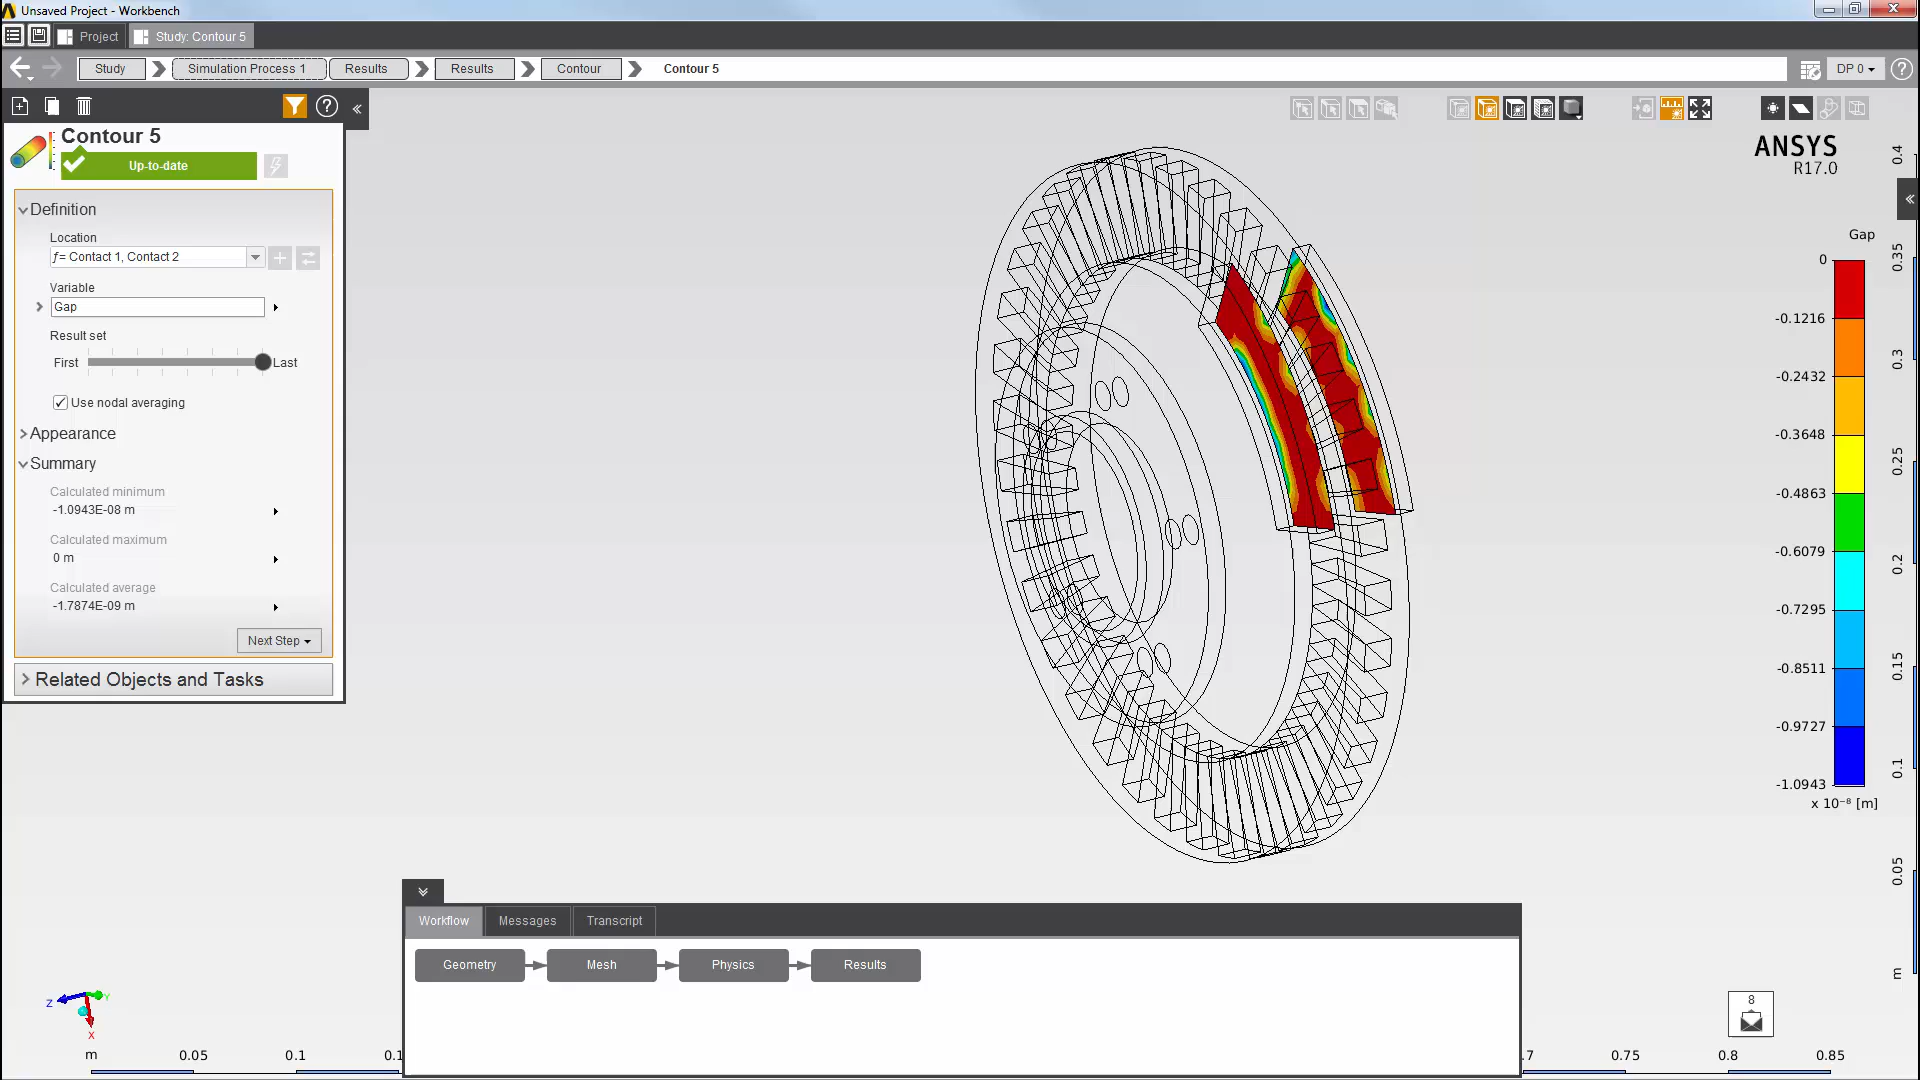 Unsaved Project - Workbench
Project
Study: Contour 5
Study
Simulation Process 1
Results
Results
Contour
Contour 5
DP 0
Contour 5
Up-to-date
Definition
Location
ƒ= Contact 1, Contact 2
Variable
Gap
Result set
First
Last
Use nodal averaging
Appearance
Summary
Calculated minimum
-1.0943E-08 m
Calculated maximum
0 m
Calculated average
-1.7874E-09 m
Next Step
Related Objects and Tasks
ANSYS
R17.0
Gap
0
-0.1216
-0.2432
-0.3648
-0.4863
-0.6079
-0.7295
-0.8511
-0.9727
-1.0943
x 10⁻⁸ [m]
0.4
0.35
0.3
0.25
0.2
0.15
0.1
0.05
m
Workflow
Messages
Transcript
Geometry
Mesh
Physics
Results
Z
Y
X
8
m
0.05
0.1
0.1
.7
0.75
0.8
0.85